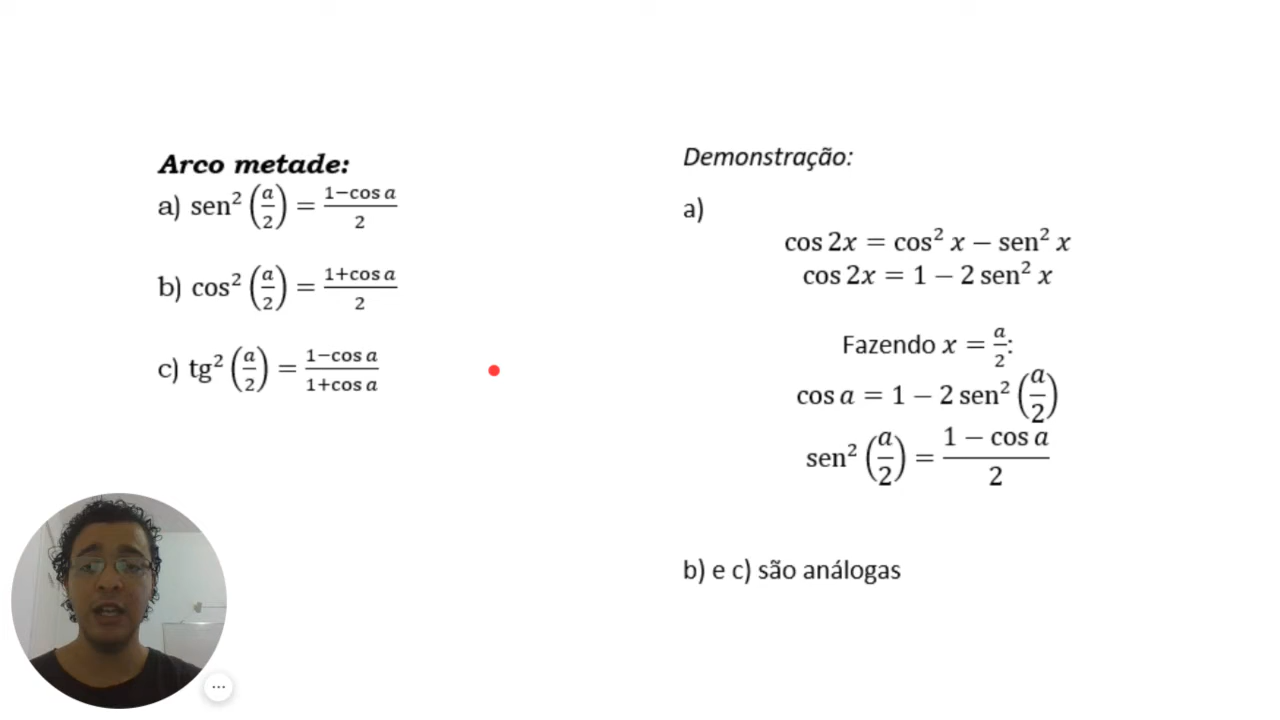 Arco metade:
a) sen² (a/2) = (1−cos a)/2
b) cos² (a/2) = (1+cos a)/2
c) tg² (a/2) = (1−cos a)/(1+cos a)
Demonstração:
a)
cos 2x = cos² x − sen² x
cos 2x = 1 − 2 sen² x
Fazendo x = a/2:
cos a = 1 − 2 sen² (a/2)
sen² (a/2) = (1 − cos a)/2
b) e c) são análogas